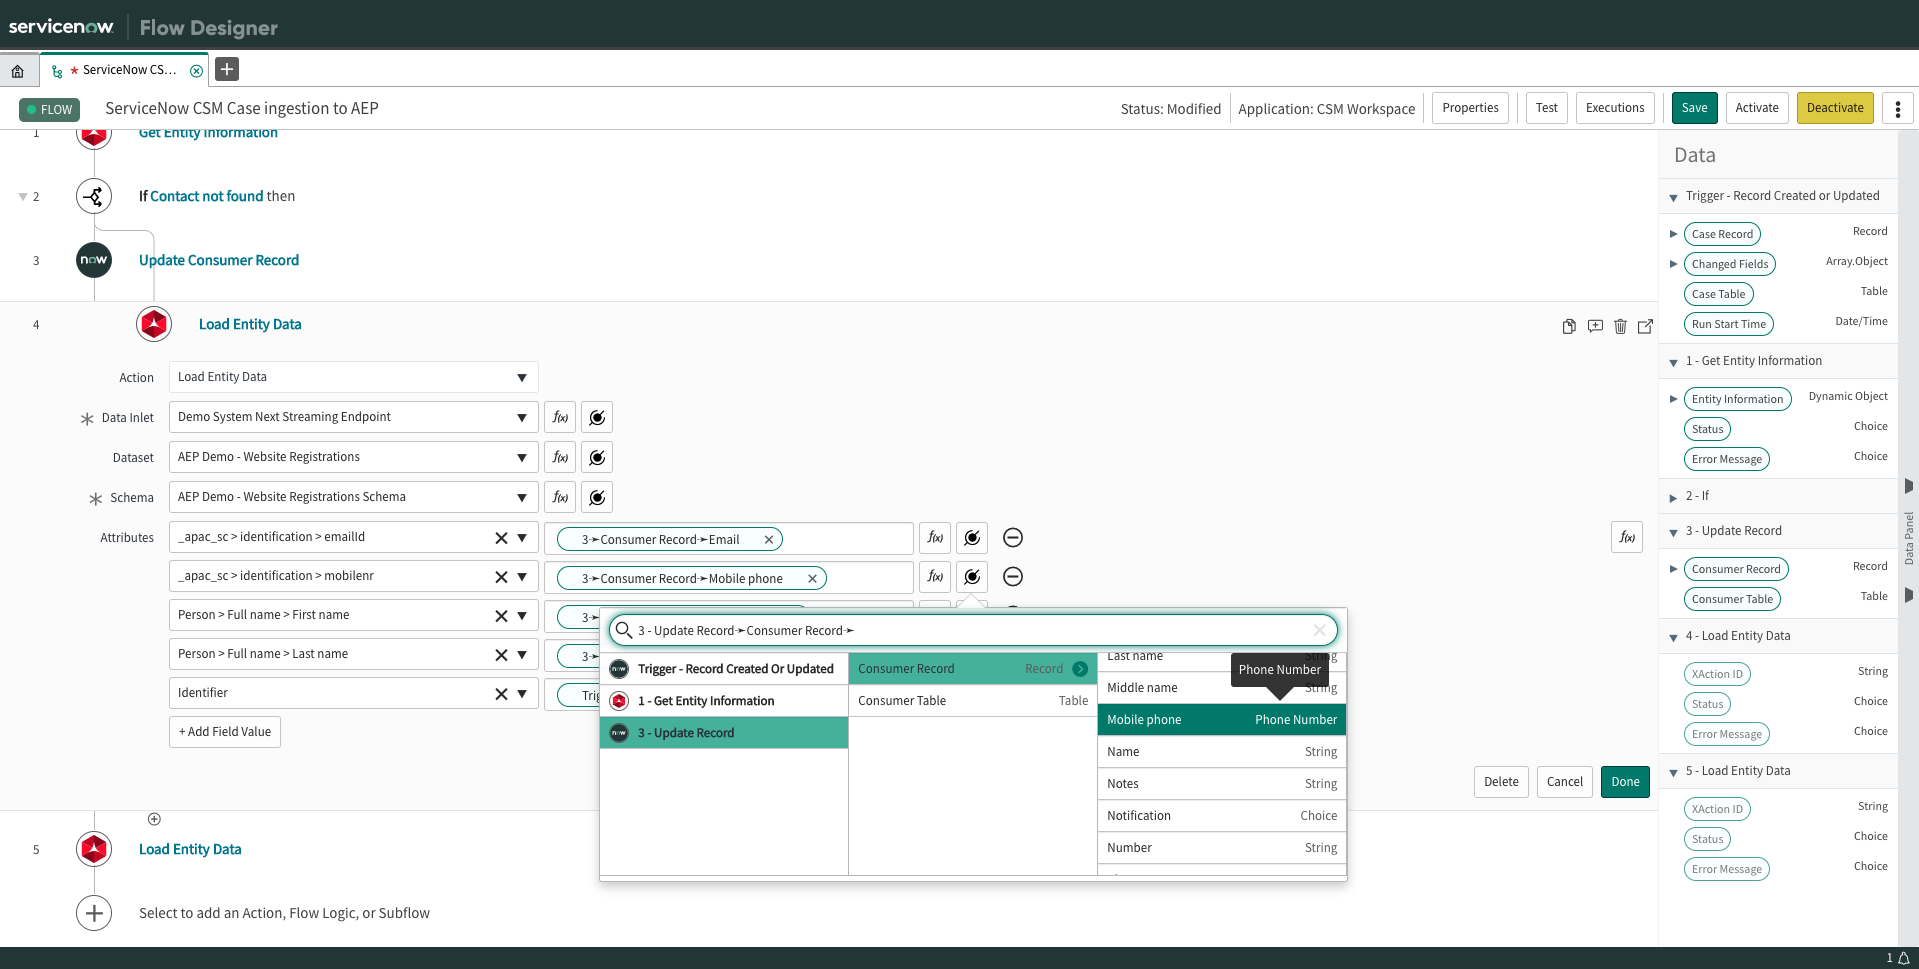 servicenow Flow Designer
ServiceNow CS...
FLOW ServiceNow CSM Case ingestion to AEP Status: Modified Application: CSM Workspace Properties Test Executions Save Activate Deactivate
1 Get Entity Information
2 If Contact not found then
3 now Update Consumer Record
4 Load Entity Data
Action Load Entity Data
Data Inlet Demo System Next Streaming Endpoint f(x)
Dataset AEP Demo - Website Registrations f(x)
Schema AEP Demo - Website Registrations Schema f(x)
Attributes _apac_sc > identification > emailId 3➛Consumer Record➛Email f(x) f(x)
_apac_sc > identification > mobilenr 3➛Consumer Record➛Mobile phone f(x)
Person > Full name > First name 3➛
Person > Full name > Last name 3➛
Identifier Trig
+ Add Field Value
3 - Update Record➛Consumer Record➛
now Trigger - Record Created Or Updated
1 - Get Entity Information
now 3 - Update Record
Consumer Record Record
Consumer Table Table
Last name String
Phone Number
Middle name String
Mobile phone Phone Number
Name String
Notes String
Notification Choice
Number String
Delete Cancel Done
5 Load Entity Data
Select to add an Action, Flow Logic, or Subflow
Data
Trigger - Record Created or Updated
Case Record Record
Changed Fields Array.Object
Case Table Table
Run Start Time Date/Time
1 - Get Entity Information
Entity Information Dynamic Object
Status Choice
Error Message Choice
2 - If
3 - Update Record
Consumer Record Record
Consumer Table Table
4 - Load Entity Data
XAction ID String
Status Choice
Error Message Choice
5 - Load Entity Data
XAction ID String
Status Choice
Error Message Choice
Data Panel
1